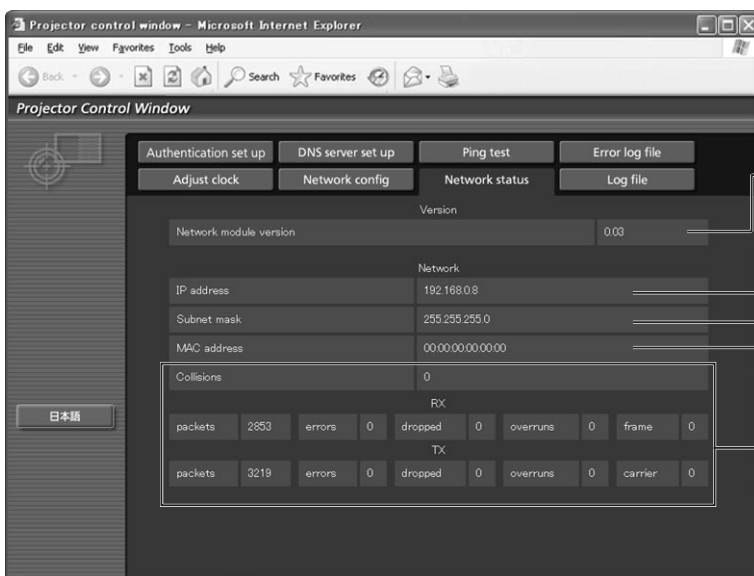 Projector control window - Microsoft Internet Explorer
File Edit View Favorites Tools Help
Back Search Favorites
Projector Control Window
Authentication set up DNS server set up Ping test Error log file
Adjust clock Network config Network status Log file
Version
Network module version 0.03
Network
IP address 192.168.0.8
Subnet mask 255.255.255.0
MAC address 00:00:00:00:00:00
Collisions 0
RX
日本語
packets 2853 errors 0 dropped 0 overruns 0 frame 0
TX
packets 3219 errors 0 dropped 0 overruns 0 carrier 0